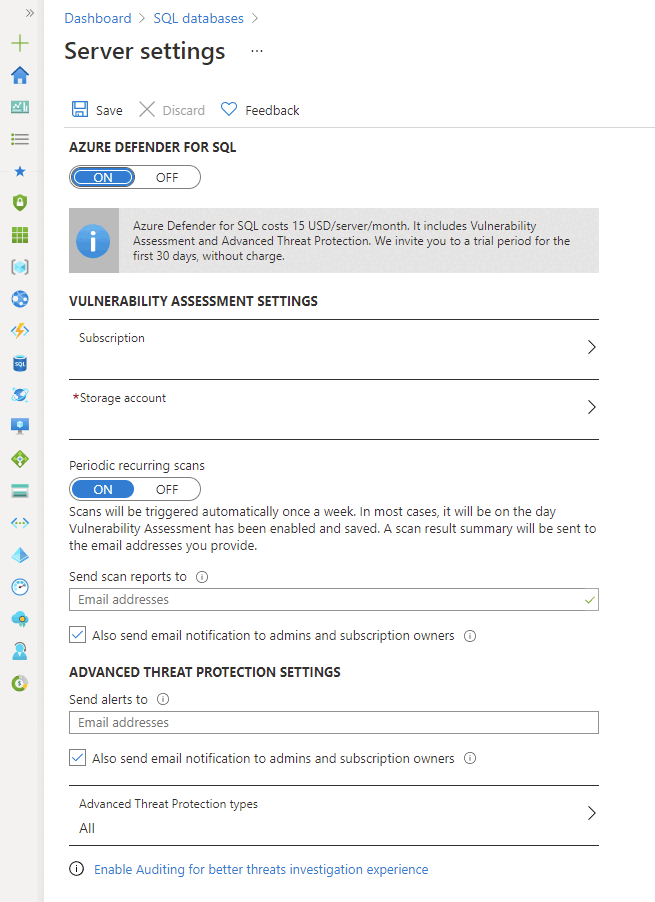 Dashboard > SQL databases >
Server settings ...
Save Discard Feedback
AZURE DEFENDER FOR SQL
ON OFF
Azure Defender for SQL costs 15 USD/server/month. It includes Vulnerability
Assessment and Advanced Threat Protection. We invite you to a trial period for the
first 30 days, without charge.
VULNERABILITY ASSESSMENT SETTINGS
Subscription
*Storage account
Periodic recurring scans
ON OFF
Scans will be triggered automatically once a week. In most cases, it will be on the day
Vulnerability Assessment has been enabled and saved. A scan result summary will be sent to
the email addresses you provide.
Send scan reports to
Email addresses
Also send email notification to admins and subscription owners
ADVANCED THREAT PROTECTION SETTINGS
Send alerts to
Email addresses
Also send email notification to admins and subscription owners
Advanced Threat Protection types
All
Enable Auditing for better threats investigation experience
SQL